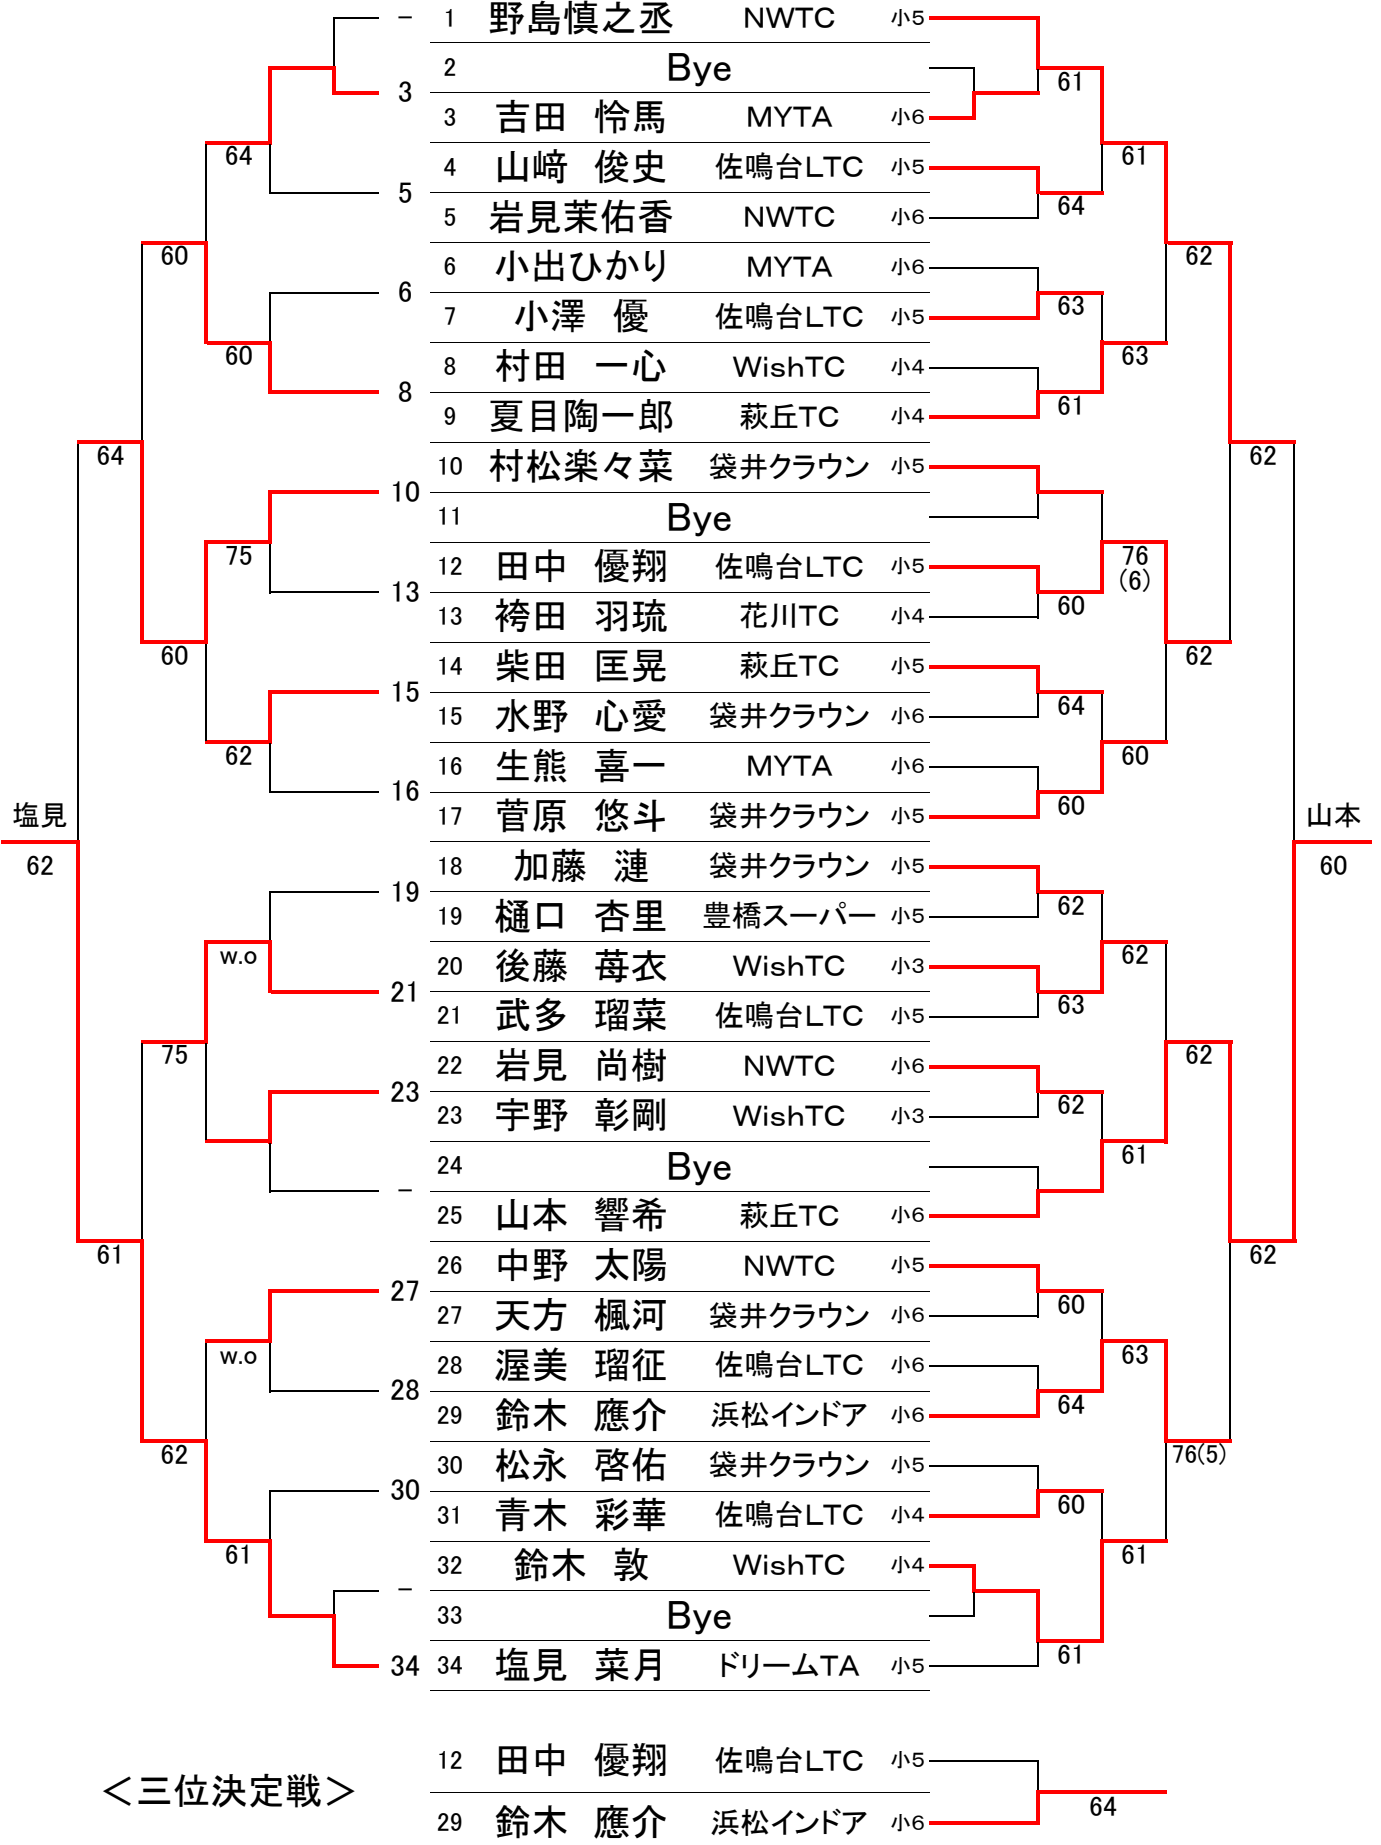 – 1 野島慎之丞 NWTC 小5
2 Bye 61
3
3 吉田 怜馬 MYTA 小6
64 4 山﨑 俊史 佐鳴台LTC 小5 61
5 64
5 岩見茉佑香 NWTC 小6
60 6 小出ひかり MYTA 小6 62
6 63
7 小澤 優 佐鳴台LTC 小5
60 8 村田 一心 WishTC 小4 63
8 61
9 夏目陶一郎 萩丘TC 小4
64 10 村松楽々菜 袋井クラウン 小5 62
10
11 Bye
75 12 田中 優翔 佐鳴台LTC 小5 76
(6)
13 60
13 袴田 羽琉 花川TC 小4
60 14 柴田 匡晃 萩丘TC 小5 62
15 64
15 水野 心愛 袋井クラウン 小6
62 16 生熊 喜一 MYTA 小6 60
16 60
塩見 17 菅原 悠斗 袋井クラウン 小5 山本
62 18 加藤 漣 袋井クラウン 小5 60
19 62
19 樋口 杏里 豊橋スーパー 小5
w.o 20 後藤 苺衣 WishTC 小3 62
21 63
21 武多 瑠菜 佐鳴台LTC 小5
75 22 岩見 尚樹 NWTC 小6 62
23 62
23 宇野 彰剛 WishTC 小3
24 Bye 61
–
25 山本 響希 萩丘TC 小6
61 26 中野 太陽 NWTC 小5 62
27 60
27 天方 楓河 袋井クラウン 小6
w.o 28 渥美 瑠征 佐鳴台LTC 小6 63
28 64
29 鈴木 應介 浜松インドア 小6
62 30 松永 啓佑 袋井クラウン 小5 76(5)
30 60
31 青木 彩華 佐鳴台LTC 小4
61 32 鈴木 敦 WishTC 小4 61
–
33 Bye
34 34 塩見 菜月 ドリームTA 小5 61
12 田中 優翔 佐鳴台LTC 小5
＜三位決定戦＞ 64
29 鈴木 應介 浜松インドア 小6